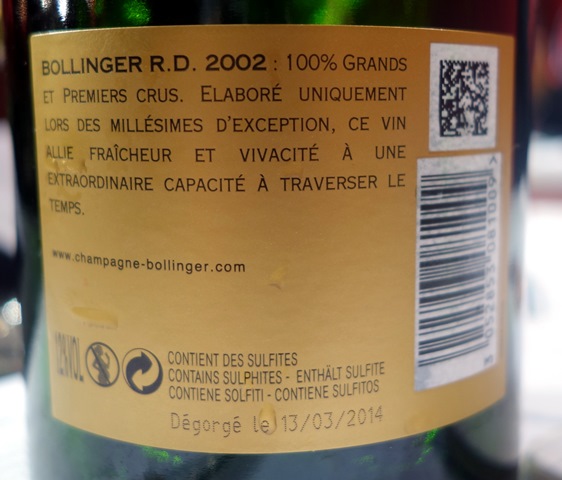 BOLLINGER R.D. 2002 : 100% GRANDS
ET PREMIERS CRUS. ELABORÉ UNIQUEMENT
LORS DES MILLÉSIMES D'EXCEPTION, CE VIN
ALLIE FRAÎCHEUR ET VIVACITÉ À UNE
EXTRAORDINAIRE CAPACITÉ À TRAVERSER LE
TEMPS.
www.champagne-bollinger.com
12%VOL
CONTIENT DES SULFITES
CONTAINS SULPHITES - ENTHÄLT SULFITE
CONTIENE SOLFITI - CONTIENE SULFITOS
Dégorgé le 13/03/2014